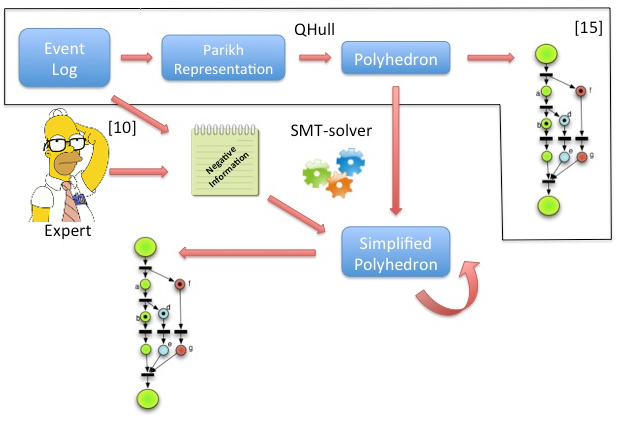 QHull
[15]
Event
Log
Parikh
Representation
Polyhedron
[10]
SMT-solver
Negative
Information
Expert
Simplified
Polyhedron
f
a
d
b
e
g
f
a
d
b
e
g